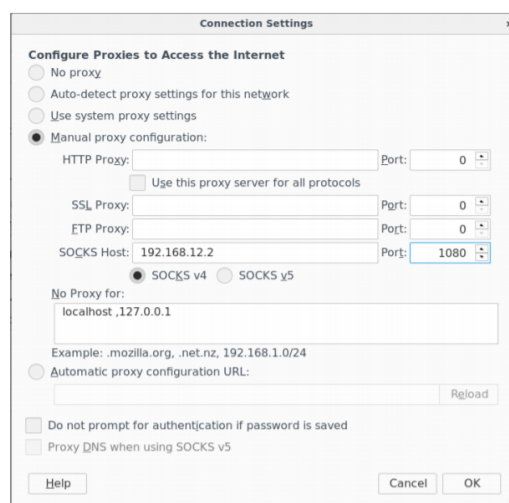 Connection Settings
x
Configure Proxies to Access the Internet
No proxy
Auto-detect proxy settings for this network
Use system proxy settings
Manual proxy configuration:
HTTP Proxy: Port: 0
Use this proxy server for all protocols
SSL Proxy: Port: 0
FTP Proxy: Port: 0
SOCKS Host: 192.168.12.2 Port: 1080
SOCKS v4 SOCKS v5
No Proxy for:
localhost ,127.0.0.1
Example: .mozilla.org, .net.nz, 192.168.1.0/24
Automatic proxy configuration URL:
Reload
Do not prompt for authentication if password is saved
Proxy DNS when using SOCKS v5
Help Cancel OK